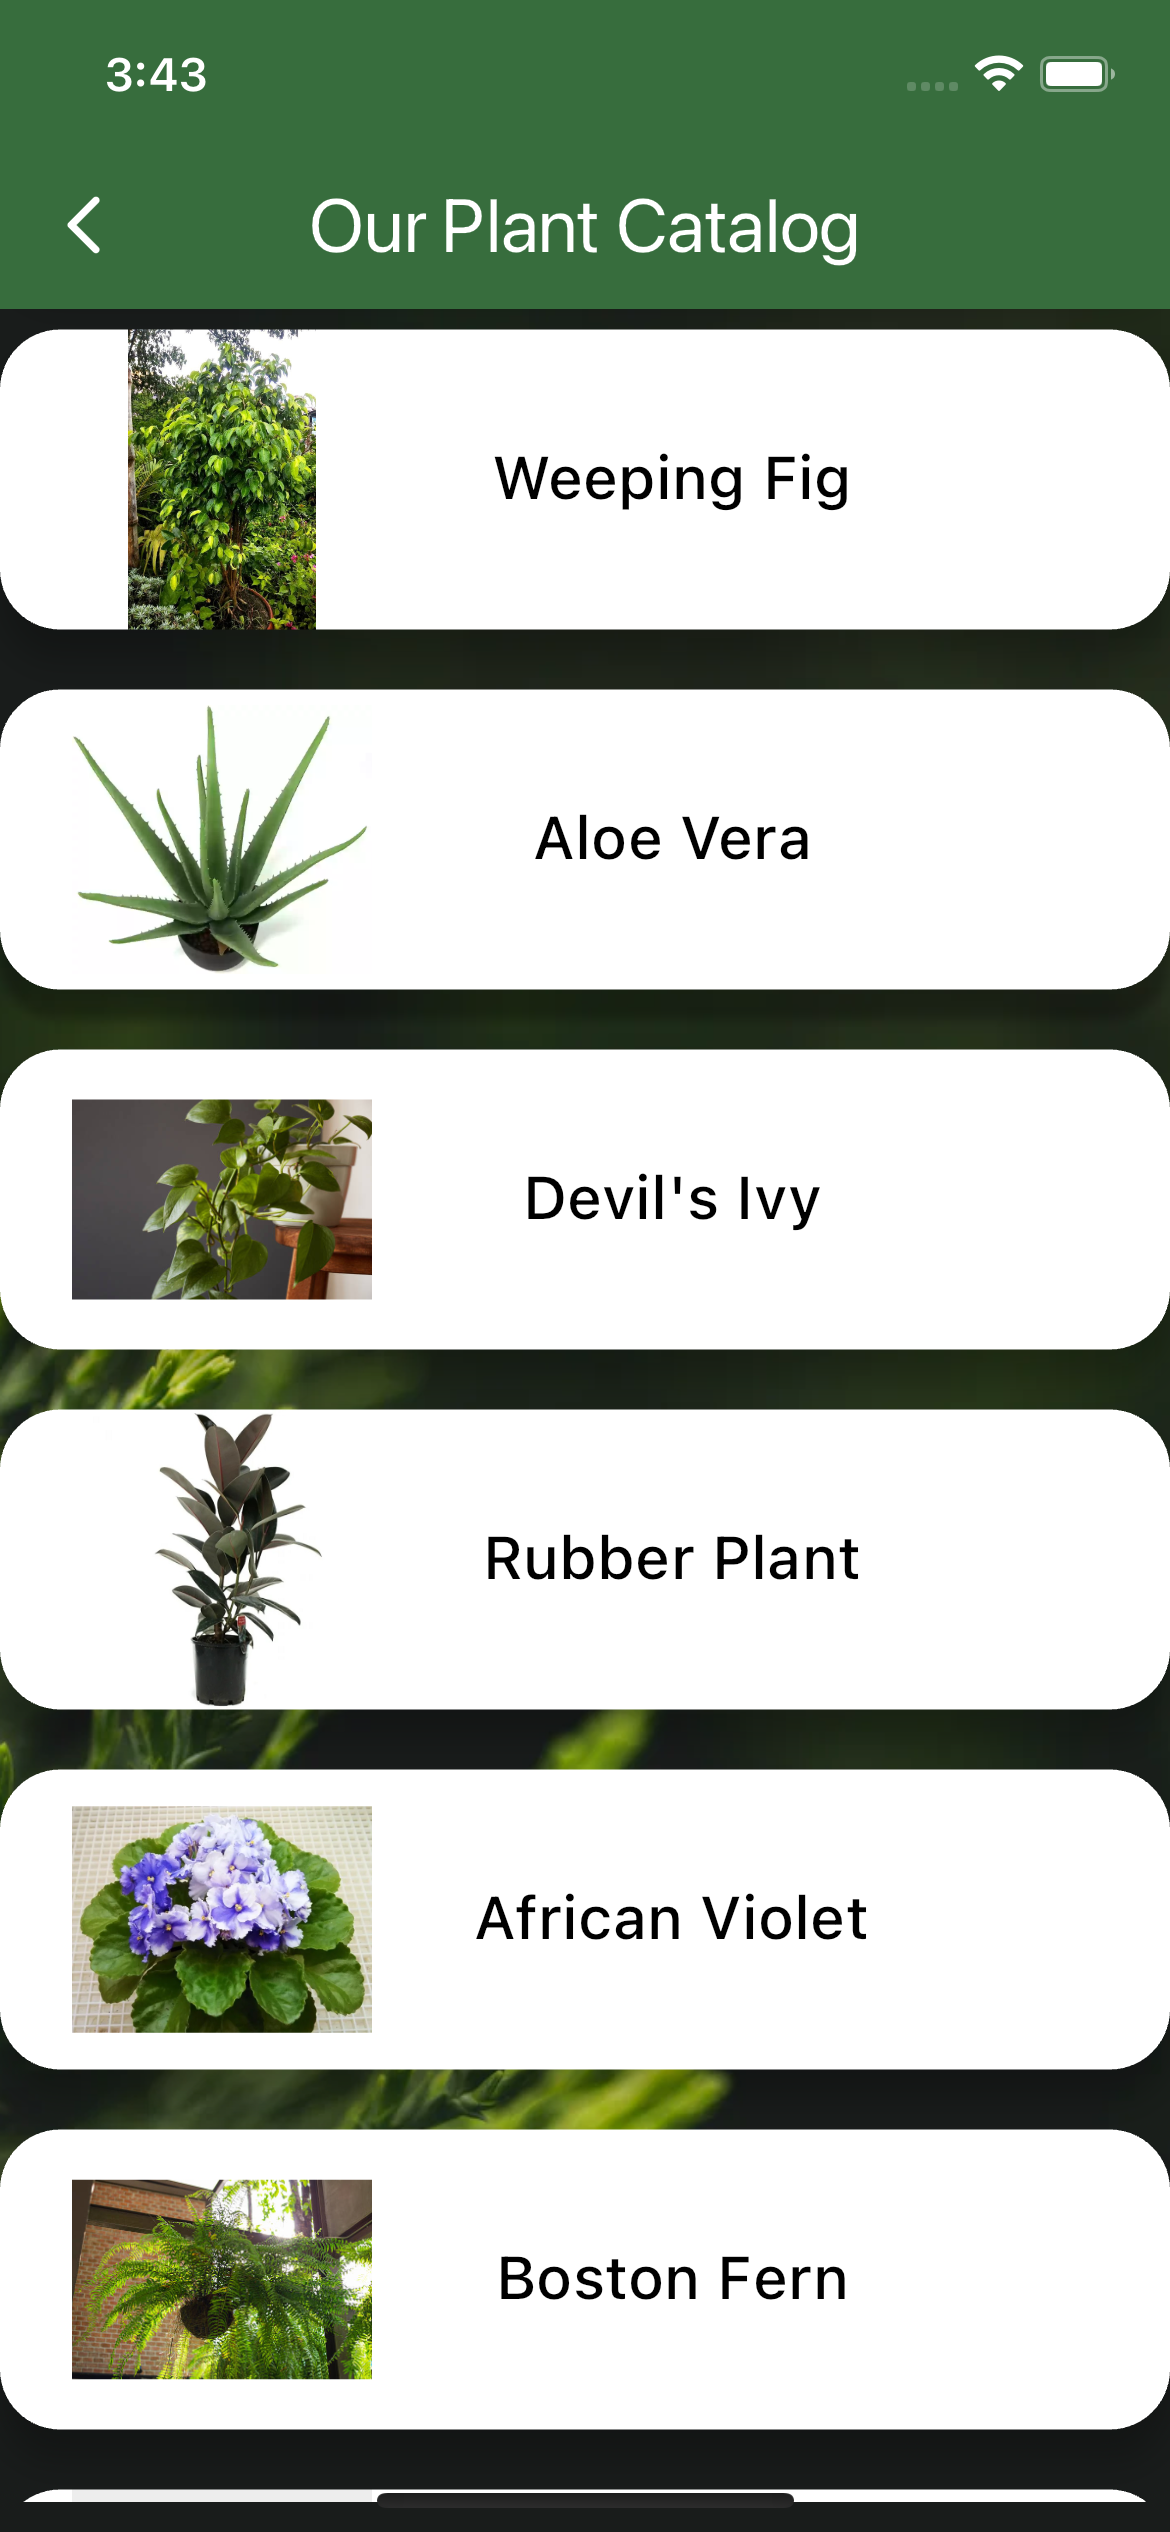 3:43
Our Plant Catalog
Weeping Fig
Aloe Vera
Devil's Ivy
Rubber Plant
African Violet
Boston Fern